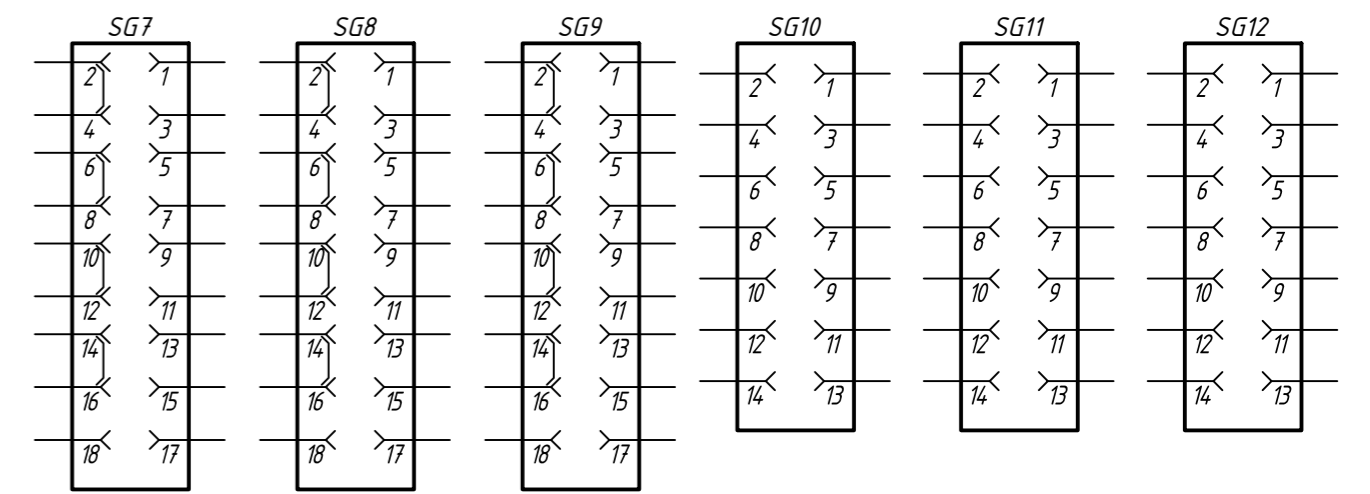 SG7 SG8 SG9 SG10 SG11 SG12
2 1 2 1 2 1 2 1 2 1 2 1
4 3 4 3 4 3 4 3 4 3 4 3
6 5 6 5 6 5 6 5 6 5 6 5
8 7 8 7 8 7 8 7 8 7 8 7
10 9 10 9 10 9 10 9 10 9 10 9
12 11 12 11 12 11 12 11 12 11 12 11
14 13 14 13 14 13 14 13 14 13 14 13
16 15 16 15 16 15
18 17 18 17 18 17